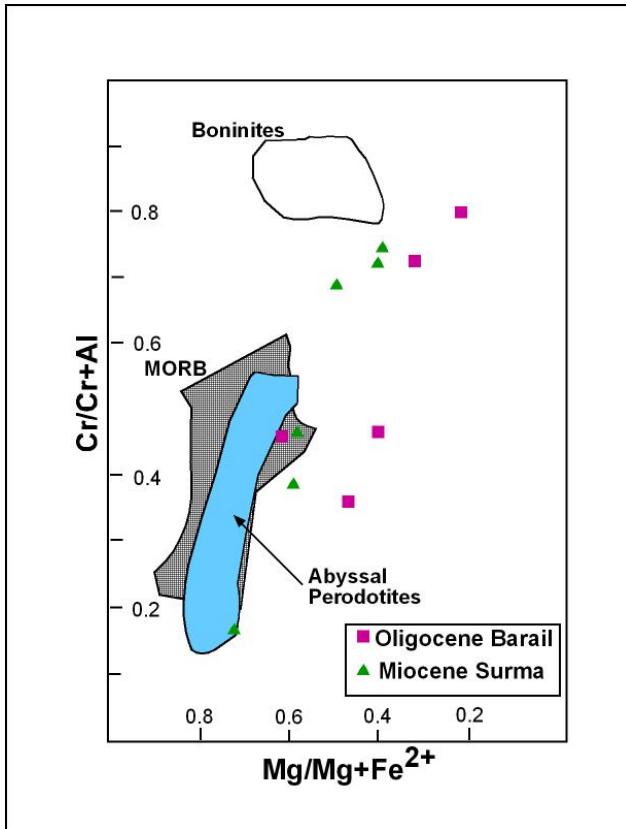 Boninites
0.8
Cr/Cr+Al
0.6
MORB
0.4
Abyssal
Perodotites
0.2
Oligocene Barail
Miocene Surma
0.8 0.6 0.4 0.2
Mg/Mg+Fe2+